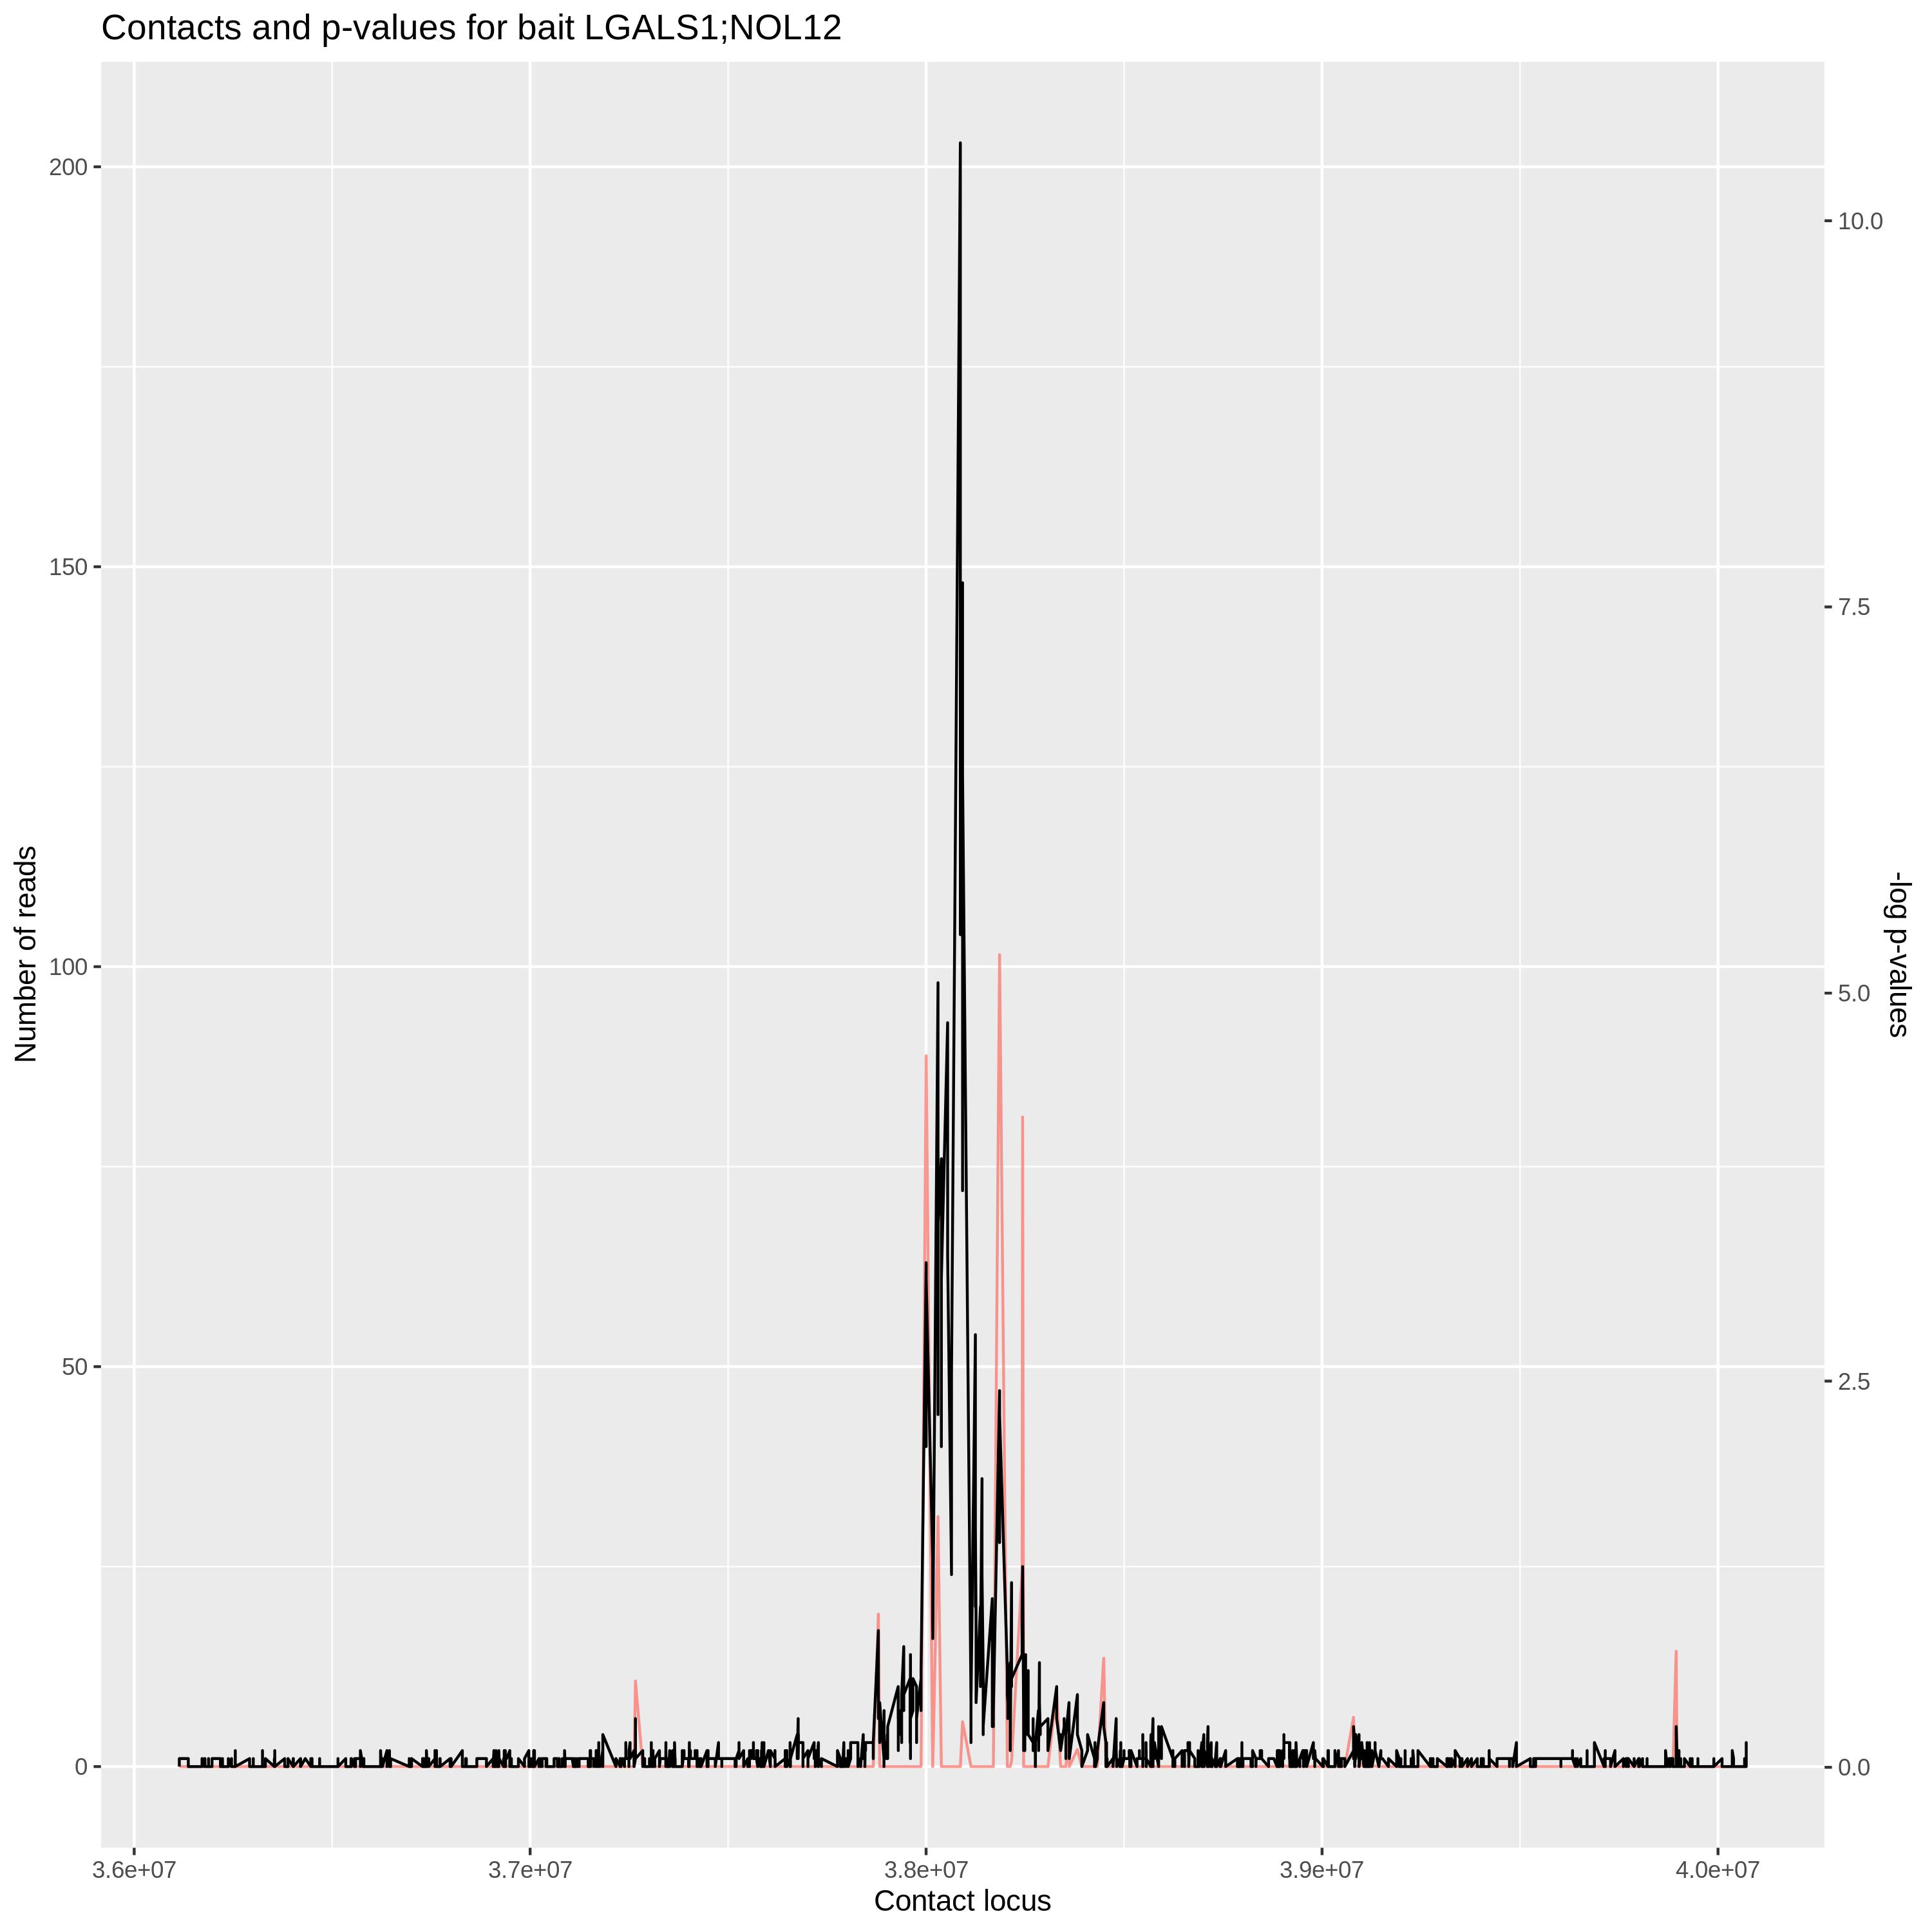 Contacts and p-values for bait LGALS1;NOL12
200
150
100
50
0
Number of reads
10.0
7.5
5.0
2.5
0.0
-log p-values
3.6e+07
3.7e+07
3.8e+07
3.9e+07
4.0e+07
Contact locus